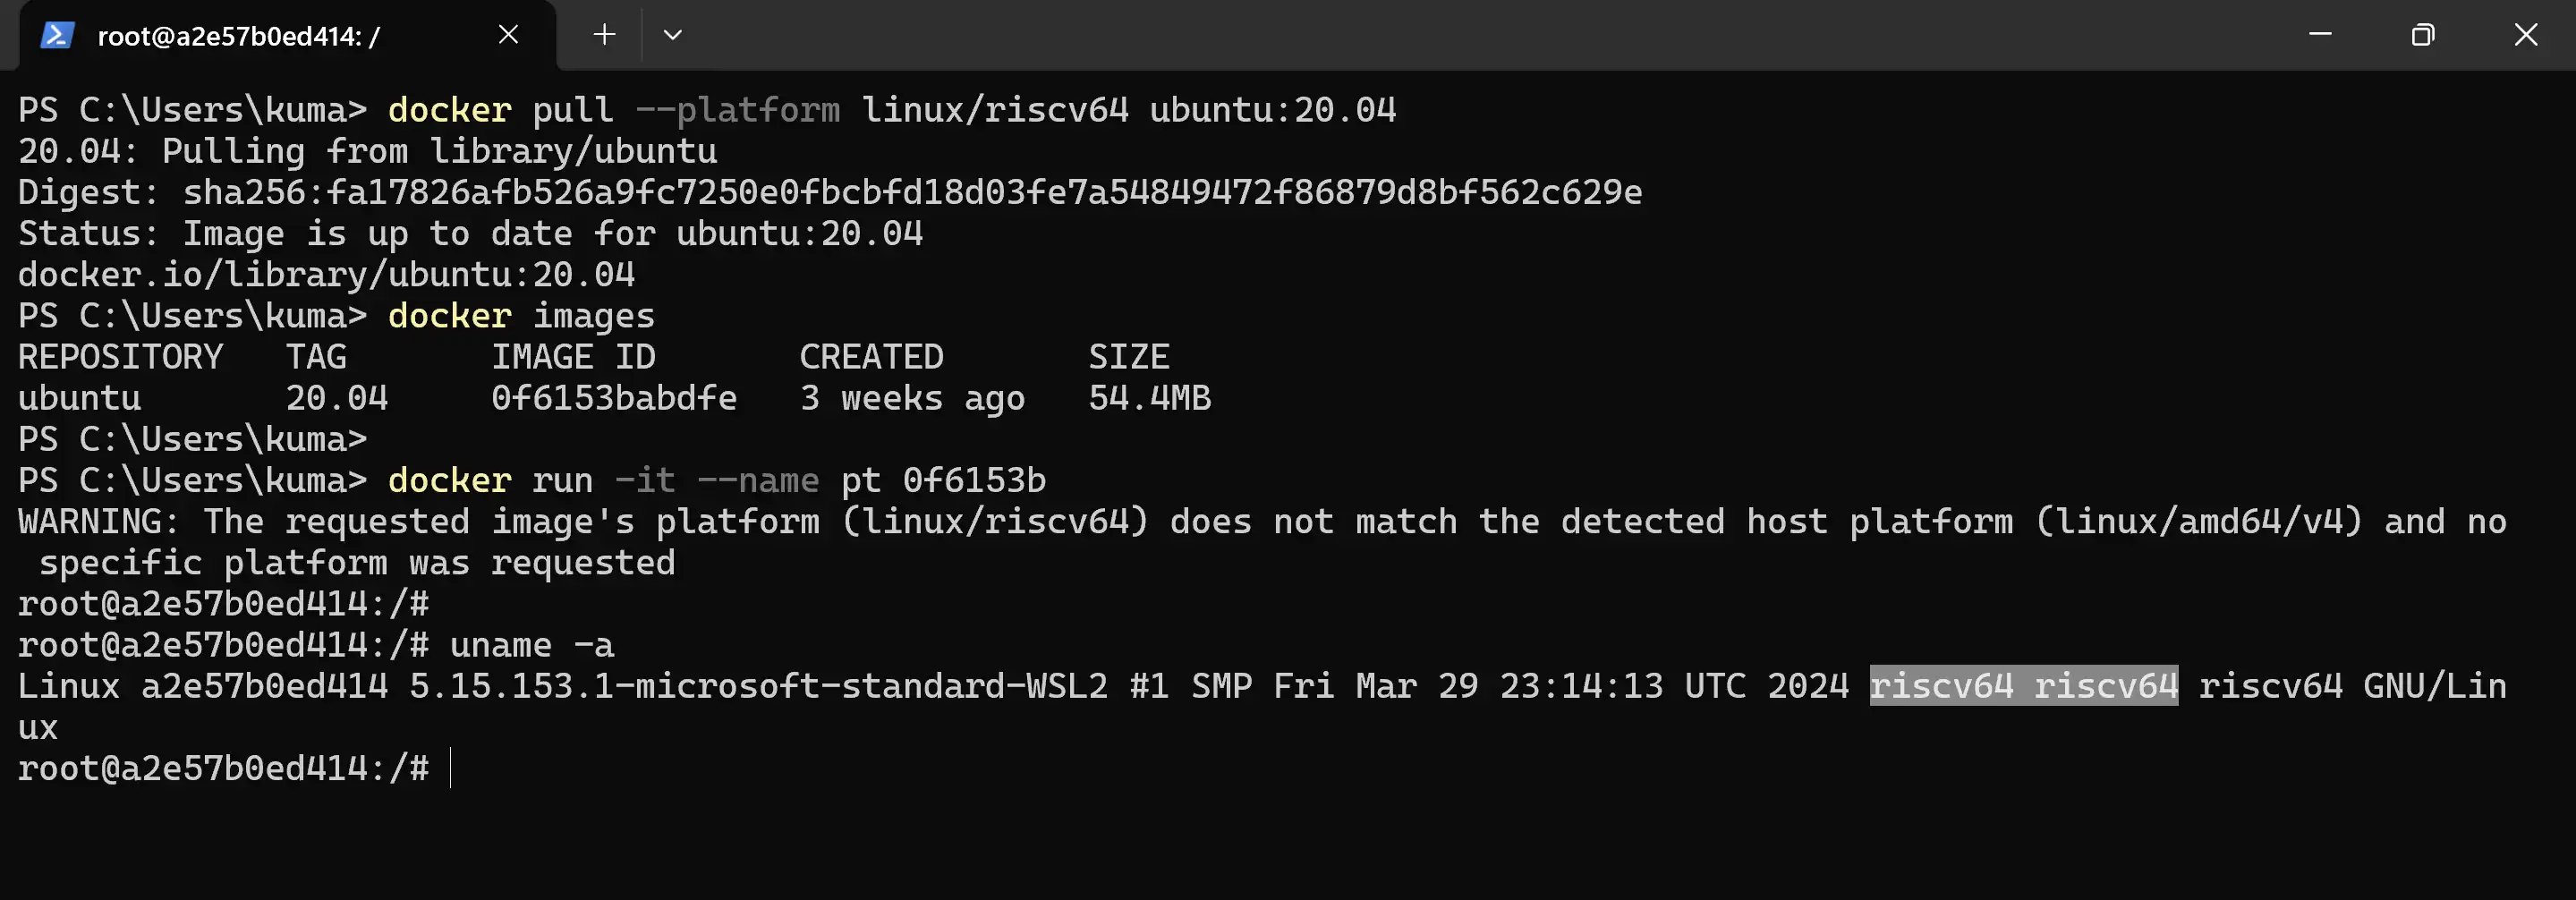 root@a2e57b0ed414: /
PS C:\Users\kuma> docker pull --platform linux/riscv64 ubuntu:20.04
20.04: Pulling from library/ubuntu
Digest: sha256:fa17826afb526a9fc7250e0fbcbfd18d03fe7a54849472f86879d8bf562c629e
Status: Image is up to date for ubuntu:20.04
docker.io/library/ubuntu:20.04
PS C:\Users\kuma> docker images
REPOSITORY   TAG       IMAGE ID       CREATED       SIZE
ubuntu       20.04     0f6153babdfe   3 weeks ago   54.4MB
PS C:\Users\kuma>
PS C:\Users\kuma> docker run -it --name pt 0f6153b
WARNING: The requested image's platform (linux/riscv64) does not match the detected host platform (linux/amd64/v4) and no
 specific platform was requested
root@a2e57b0ed414:/#
root@a2e57b0ed414:/# uname -a
Linux a2e57b0ed414 5.15.153.1-microsoft-standard-WSL2 #1 SMP Fri Mar 29 23:14:13 UTC 2024 riscv64 riscv64 riscv64 GNU/Lin
ux
root@a2e57b0ed414:/#